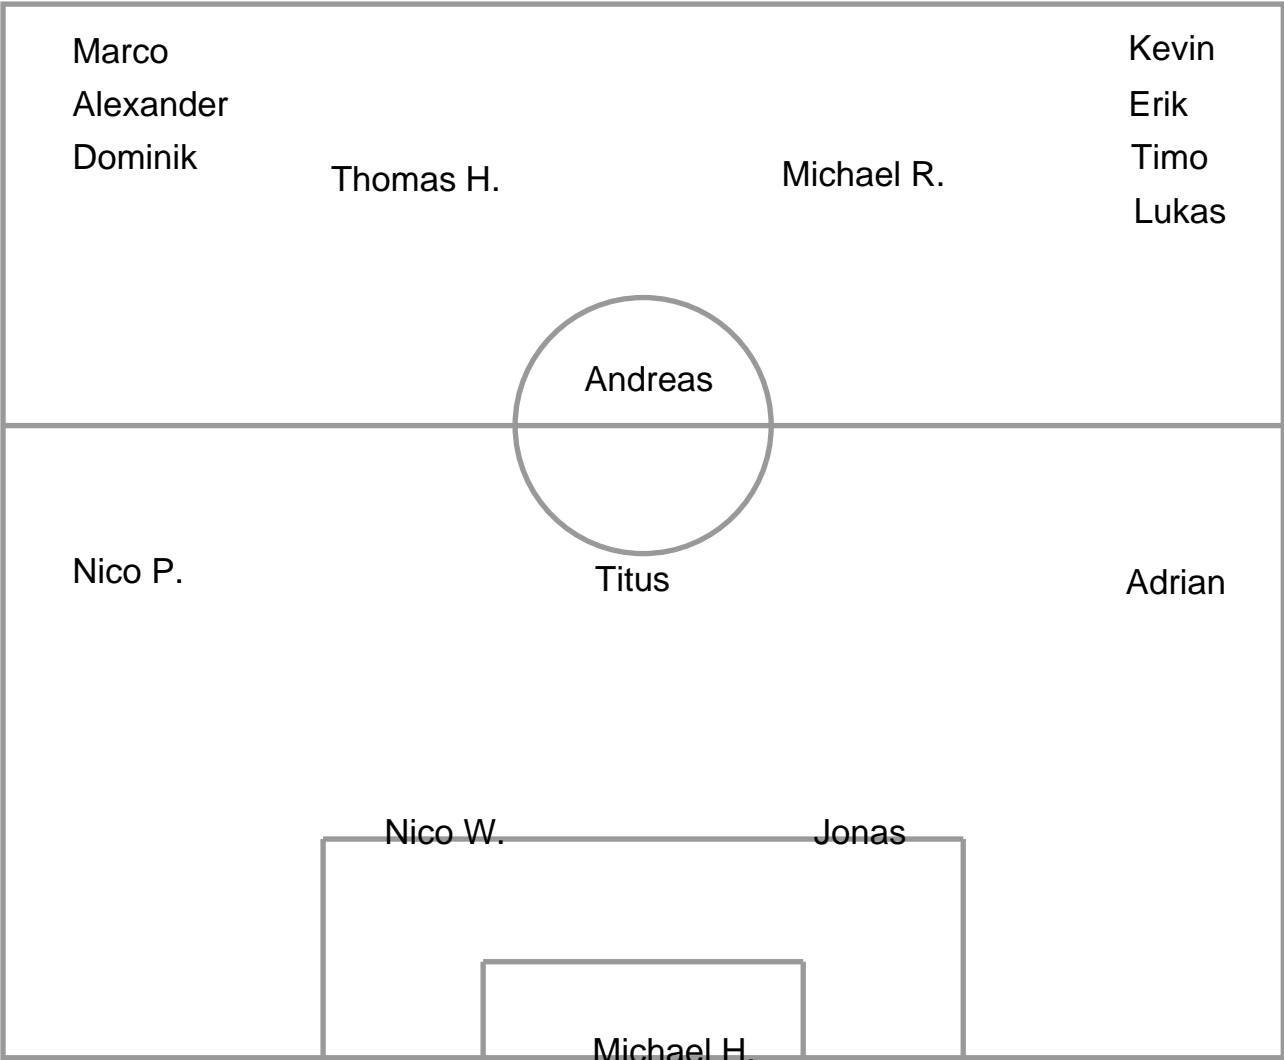 Marco
Alexander
Dominik
Thomas H.
Michael R.
Kevin
Erik
Timo
Lukas
Andreas
Nico P.
Titus
Adrian
Nico W.
Jonas
Michael H.